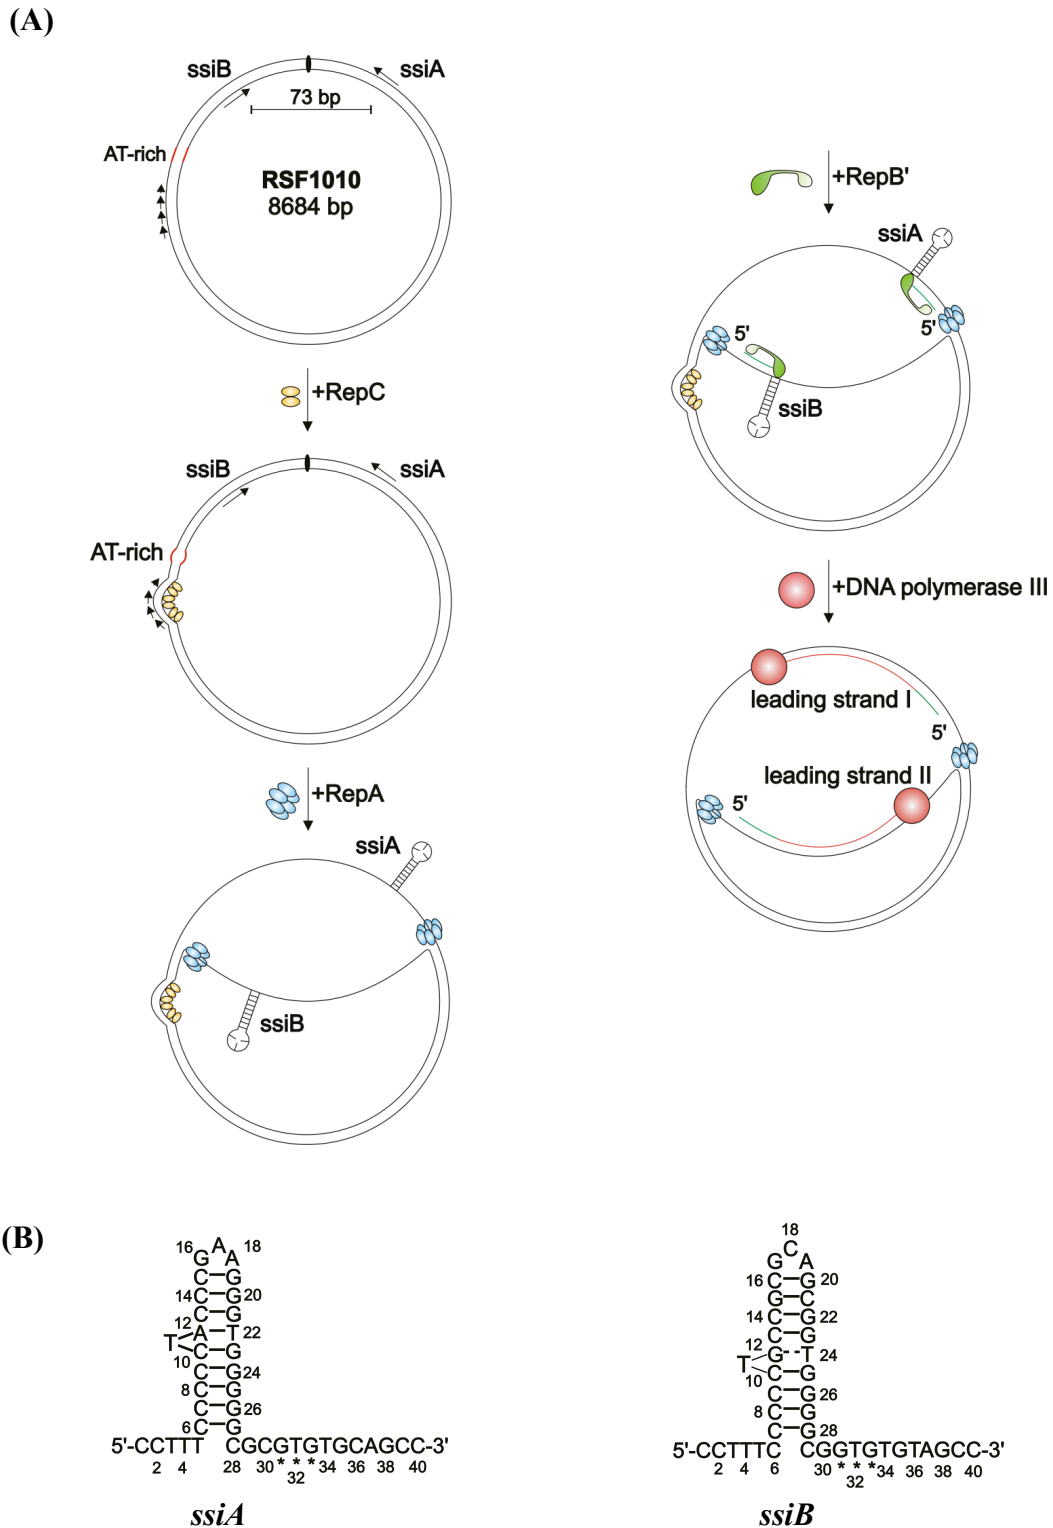 (A)
ssiB
ssiA
73 bp
AT-rich
RSF1010
8684 bp
+RepC
ssiB
ssiA
AT-rich
+RepA
ssiA
ssiB
+RepB'
ssiA
5'
5'
ssiB
+DNA polymerase III
leading strand I
5'
leading strand II
5'
(B)
A
16 G A 18
C G
14 C G 20
C G
12 A T 22
T
10 C G
C G 24
8 C G
C G 26
6 C G
5'-CCTTT CGCGTGTGCAGCC-3'
2 4 28 30 * * * 34 36 38 40
32
ssiA
18
C
G A
16 C G 20
G C
14 C G 22
C G
12 G T 24
T
10 C G
C G 26
8 C G
C G 28
5'-CCTTTC CGGTGTGTAGCC-3'
2 4 6 30 * * * 34 36 38 40
32
ssiB